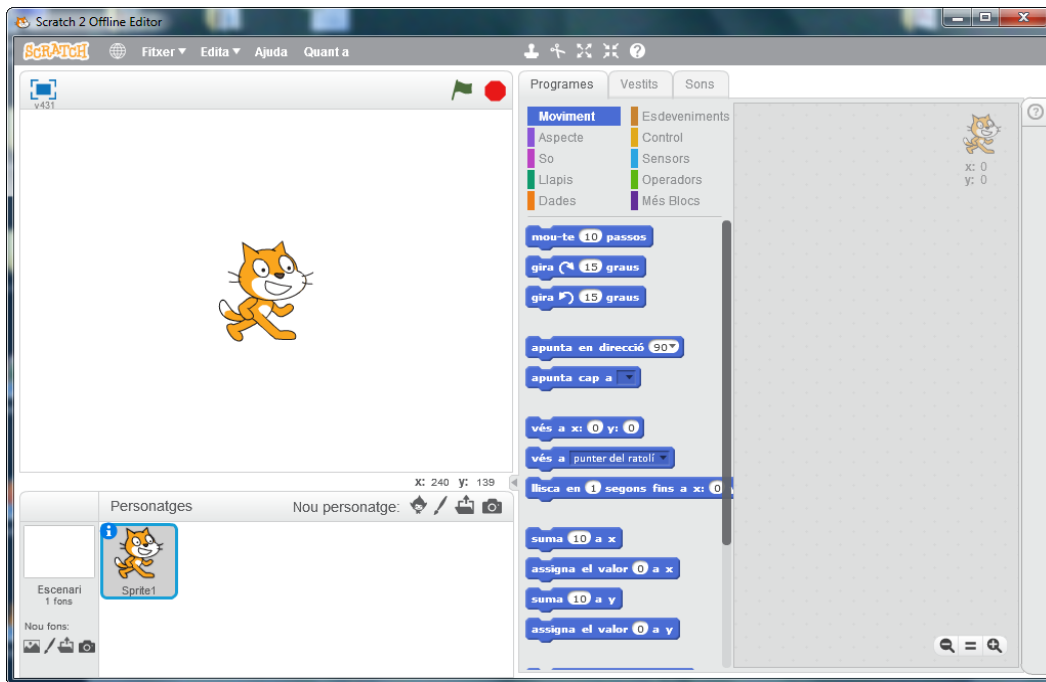 Scratch 2 Offline Editor
SCRATCH Fitxer Edita Ajuda Quant a
v431
Programes Vestits Sons
Moviment Esdeveniments
Aspecte Control
So Sensors
Llapis Operadors
Dades Més Blocs
x: 0
y: 0
mou-te 10 passos
gira 15 graus
gira 15 graus
apunta en direcció 90
apunta cap a
vés a x: 0 y: 0
vés a punter del ratolí
llisca en 1 segons fins a x: 0
suma 10 a x
assigna el valor 0 a x
suma 10 a y
assigna el valor 0 a y
X: 240 y: 139
Personatges Nou personatge:
Sprite1
Escenari
1 fons
Nou fons: